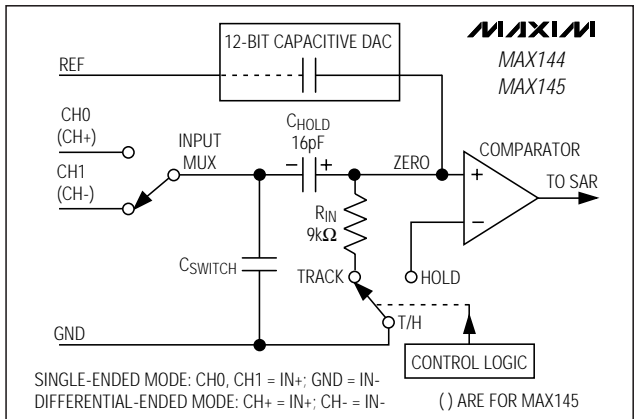 12-BIT CAPACITIVE DAC
MAXIM
MAX144
MAX145
REF
CH0
(CH+)
CH1
(CH-)
INPUT
MUX
CHOLD
16pF
− +
ZERO
COMPARATOR
+
−
TO SAR
RIN
9kΩ
CSWITCH
TRACK
HOLD
T/H
GND
CONTROL LOGIC
SINGLE-ENDED MODE: CH0, CH1 = IN+; GND = IN-
DIFFERENTIAL-ENDED MODE: CH+ = IN+; CH- = IN-
( ) ARE FOR MAX145